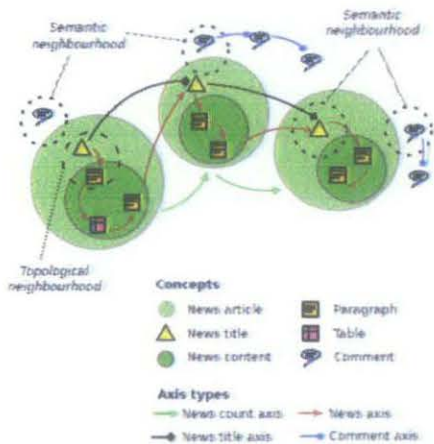 Semantic
neighbourhood
Semantic
neighbourhood
Topological
neighbourhood
Concepts
News article
Paragraph
News title
Table
News content
Comment
Axis types
News count axis
News axis
News title axis
Comment axis